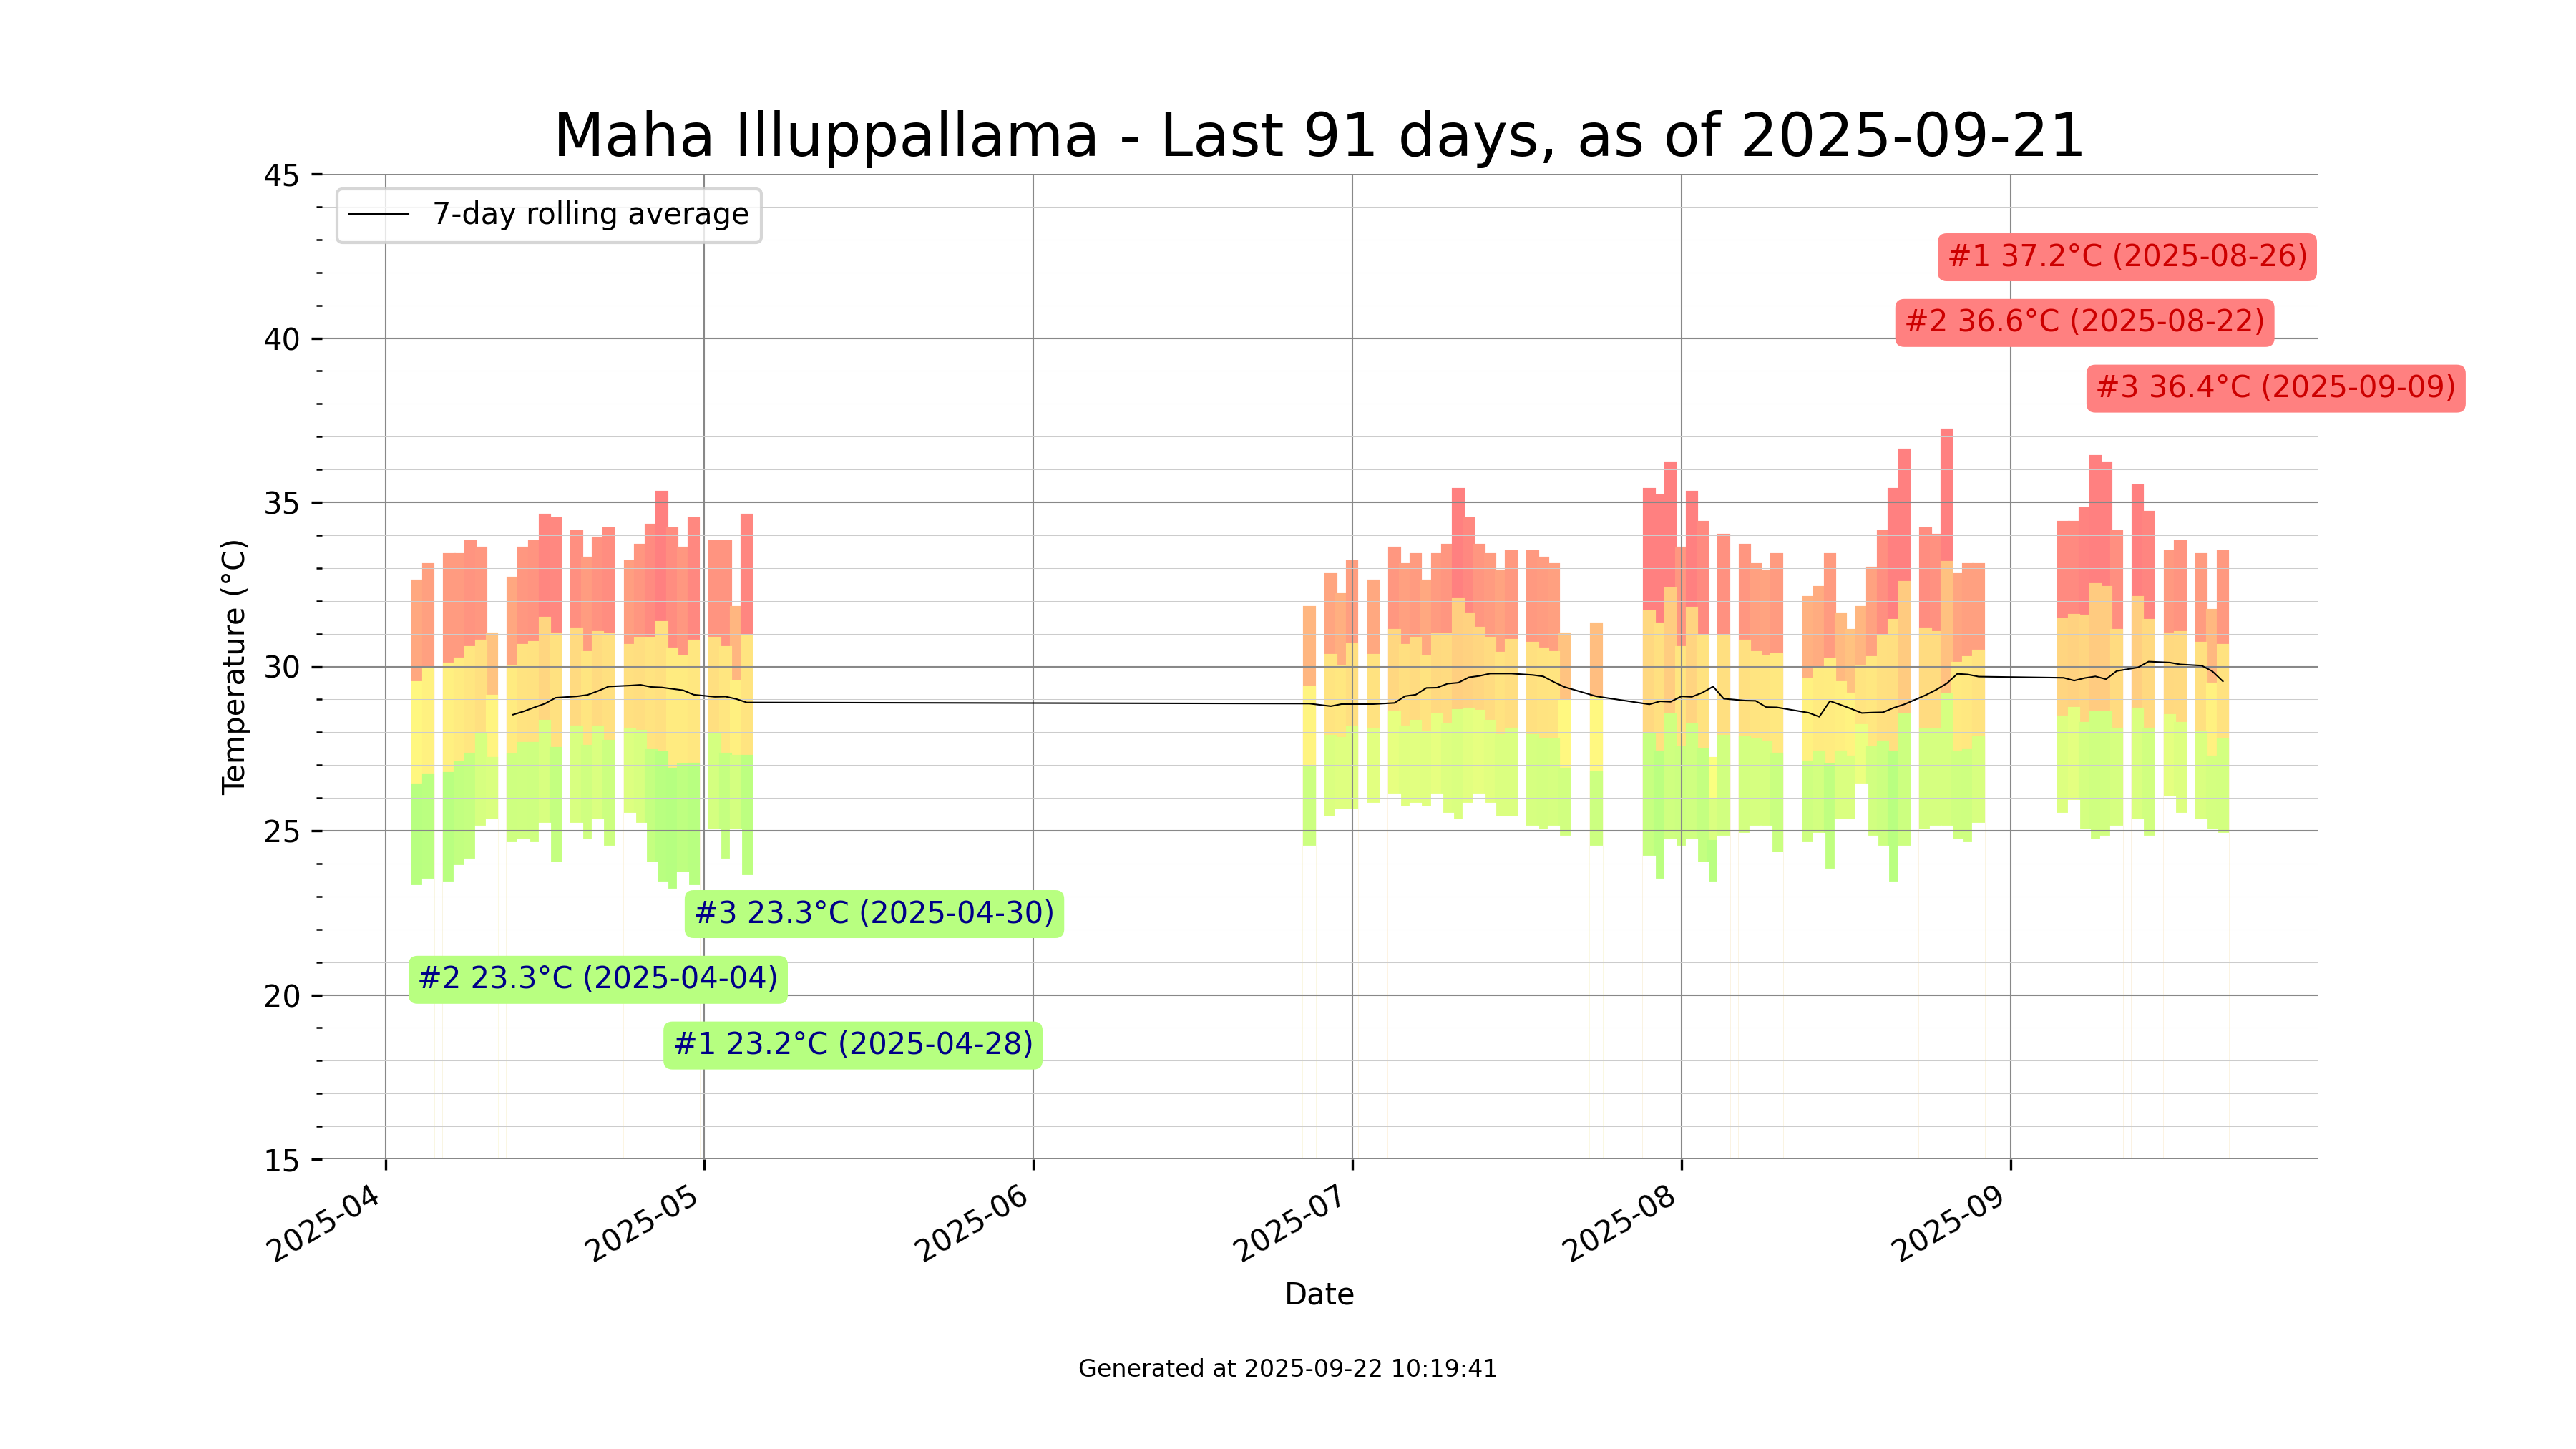 Maha Illuppallama - Last 91 days, as of 2025-09-21
45
7-day rolling average
#1 37.2°C (2025-08-26)
#2 36.6°C (2025-08-22)
40
#3 36.4°C (2025-09-09)
35
Temperature (°C)
30
25
#3 23.3°C (2025-04-30)
#2 23.3°C (2025-04-04)
20
#1 23.2°C (2025-04-28)
15
2025-04
2025-05
2025-06
2025-07
2025-08
2025-09
Date
Generated at 2025-09-22 10:19:41